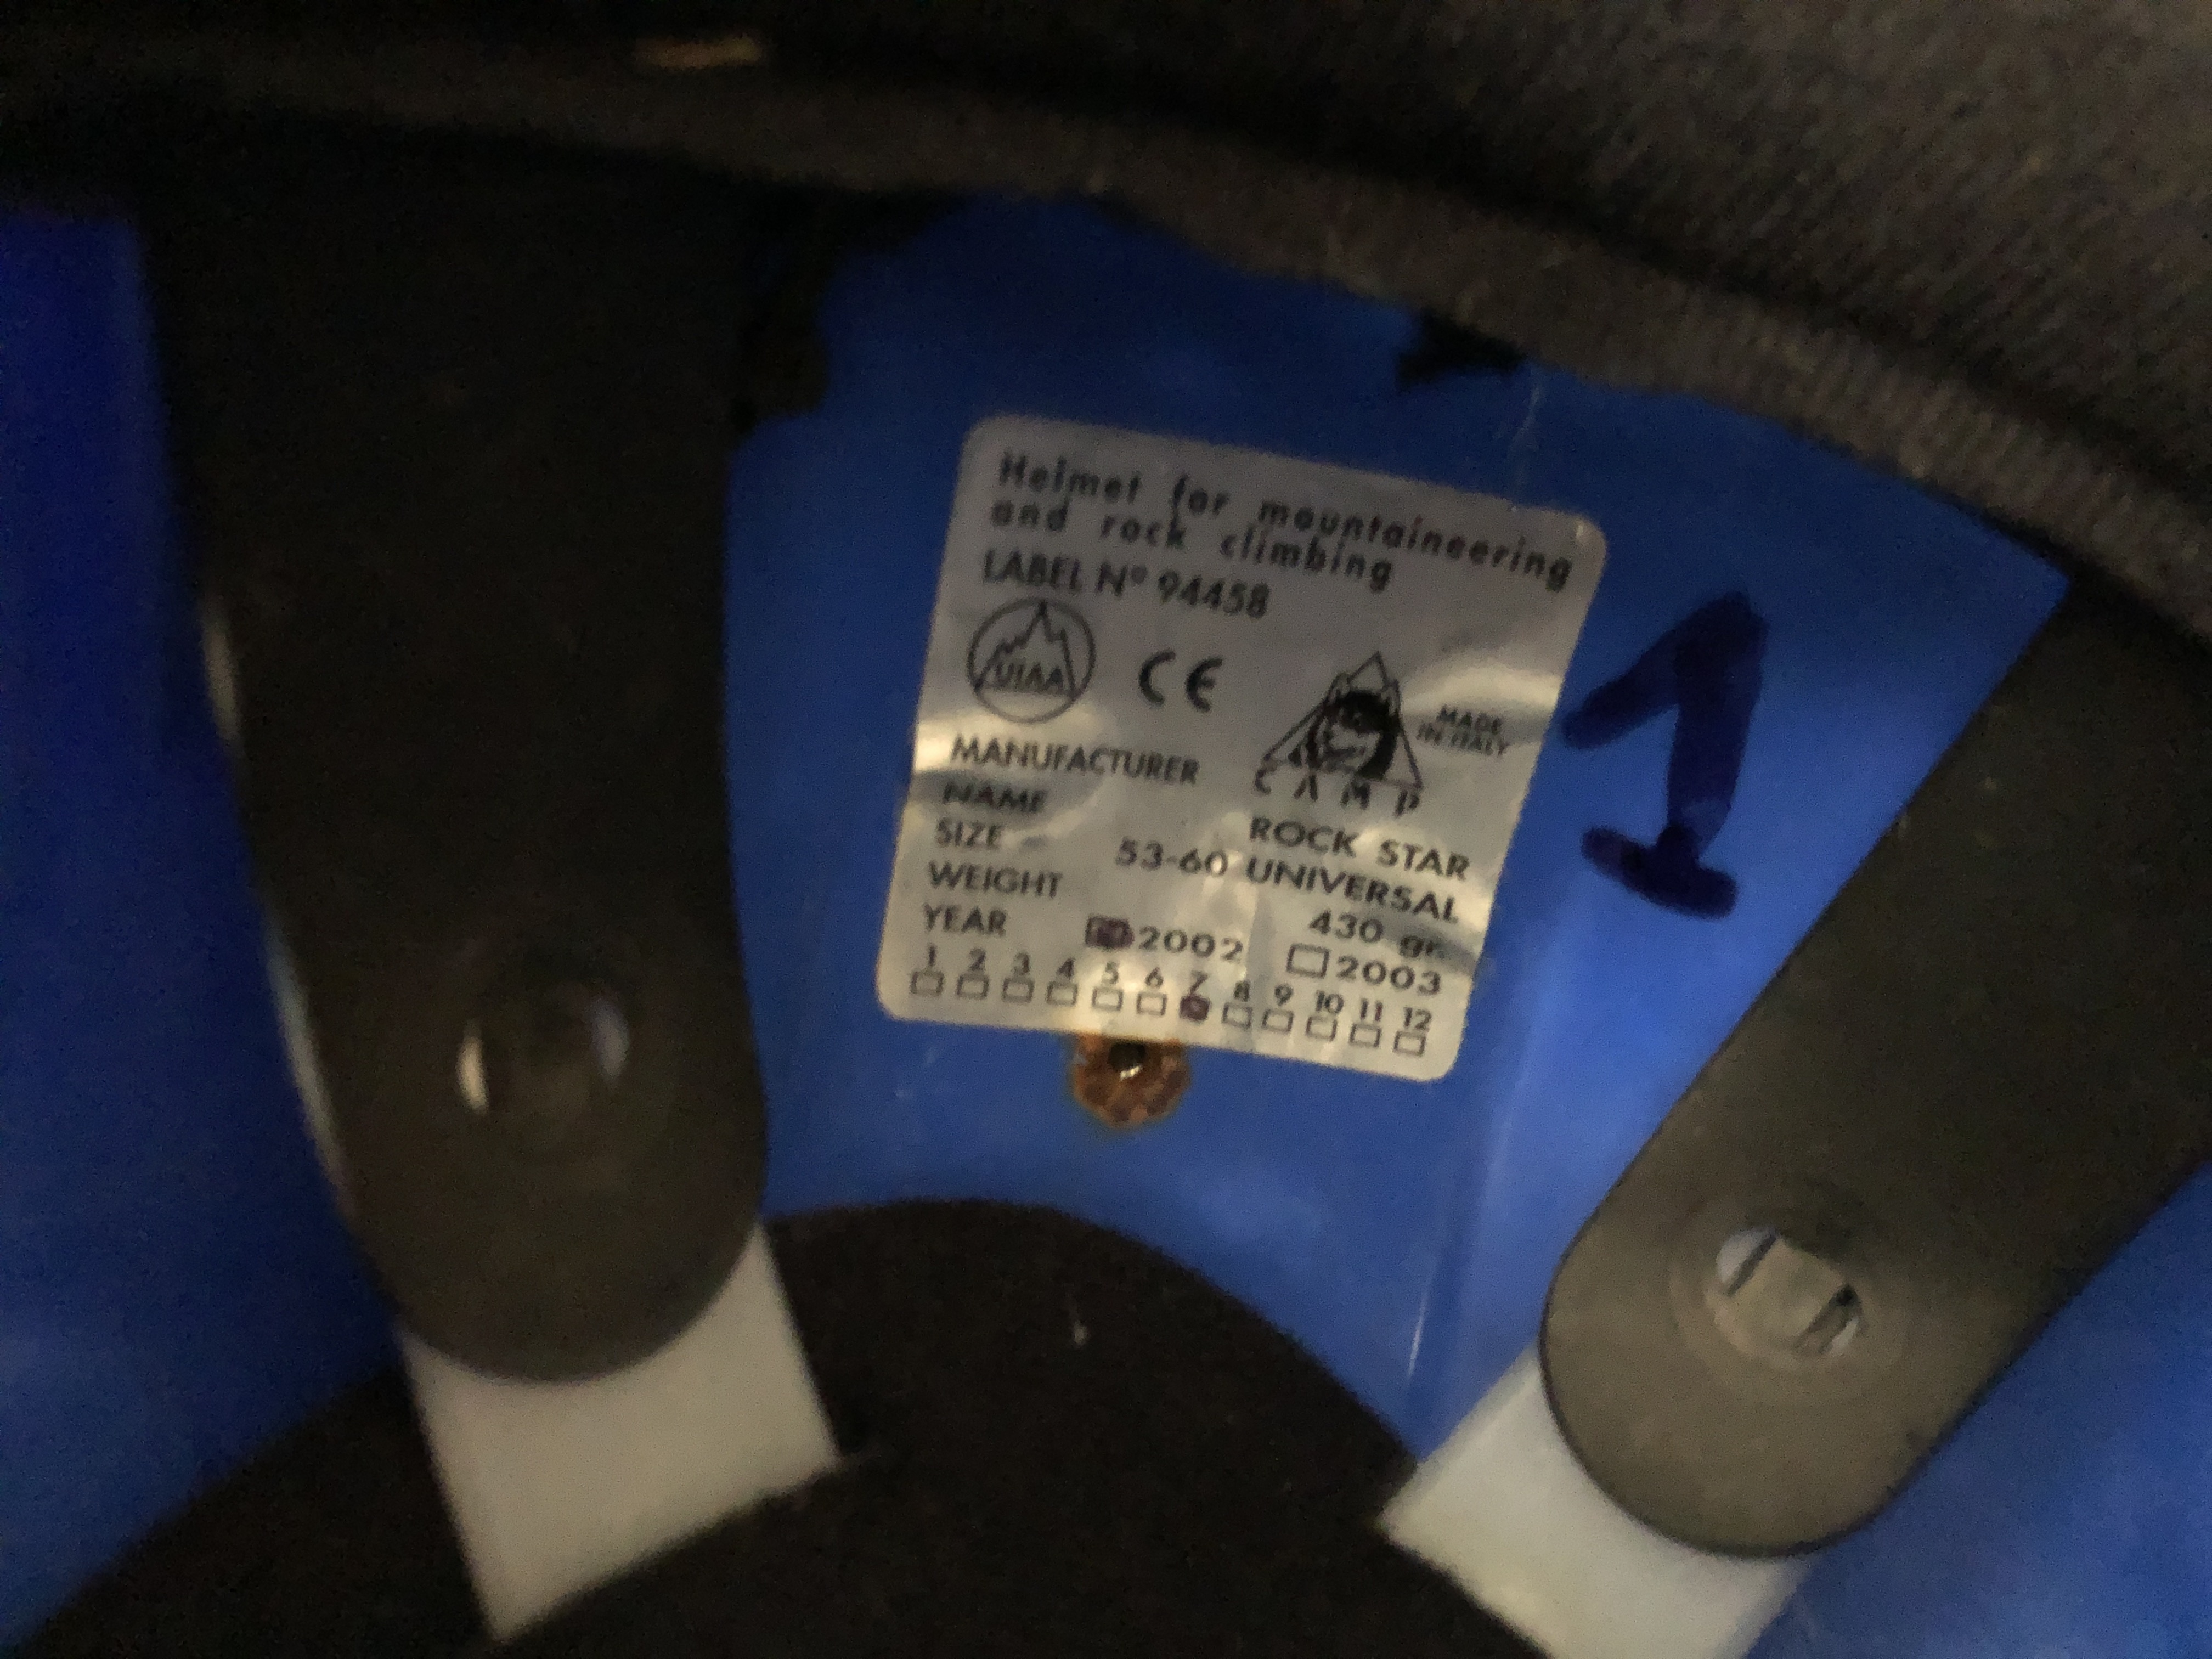 Helmet for mountaineering
and rock climbing
LABEL Nº 94458
UIAA
CE
MADE
IN ITALY
CAMP
MANUFACTURER
NAME ROCK STAR
SIZE 53-60 UNIVERSAL
WEIGHT 430 gr.
YEAR 2002 2003
1 2 3 4 5 6 7 8 9 10 11 12
1